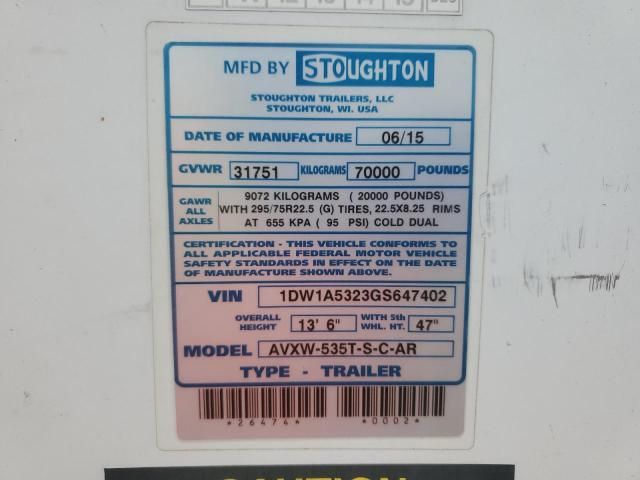 MFD BY STOUGHTON
STOUGHTON TRAILERS, LLC
STOUGHTON, WI. USA
DATE OF MANUFACTURE 06/15
GVWR 31751 KILOGRAMS 70000 POUNDS
GAWR ALL AXLES
9072 KILOGRAMS ( 20000 POUNDS)
WITH 295/75R22.5 (G) TIRES, 22.5X8.25 RIMS
AT 655 KPA ( 95 PSI) COLD DUAL
CERTIFICATION - THIS VEHICLE CONFORMS TO
ALL APPLICABLE FEDERAL MOTOR VEHICLE
SAFETY STANDARDS IN EFFECT ON THE DATE
OF MANUFACTURE SHOWN ABOVE.
VIN 1DW1A5323GS647402
OVERALL HEIGHT 13' 6" WITH 5th WHL. HT. 47"
MODEL AVXW-535T-S-C-AR
TYPE - TRAILER
*26474* *0002*
CAUTION